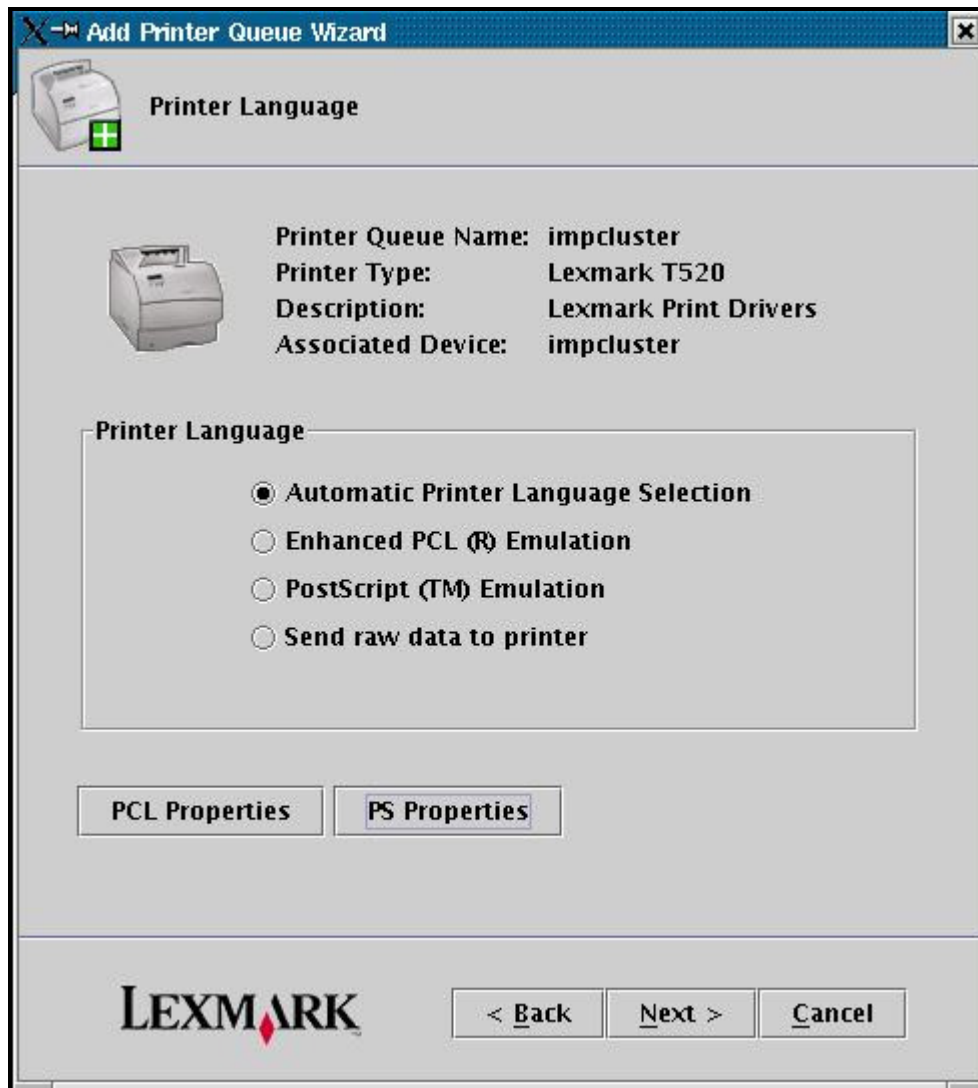 Add Printer Queue Wizard
Printer Language
Printer Queue Name: impcluster
Printer Type: Lexmark T520
Description: Lexmark Print Drivers
Associated Device: impcluster
Printer Language
Automatic Printer Language Selection
Enhanced PCL (R) Emulation
PostScript (TM) Emulation
Send raw data to printer
PCL Properties PS Properties
LEXMARK < Back Next > Cancel